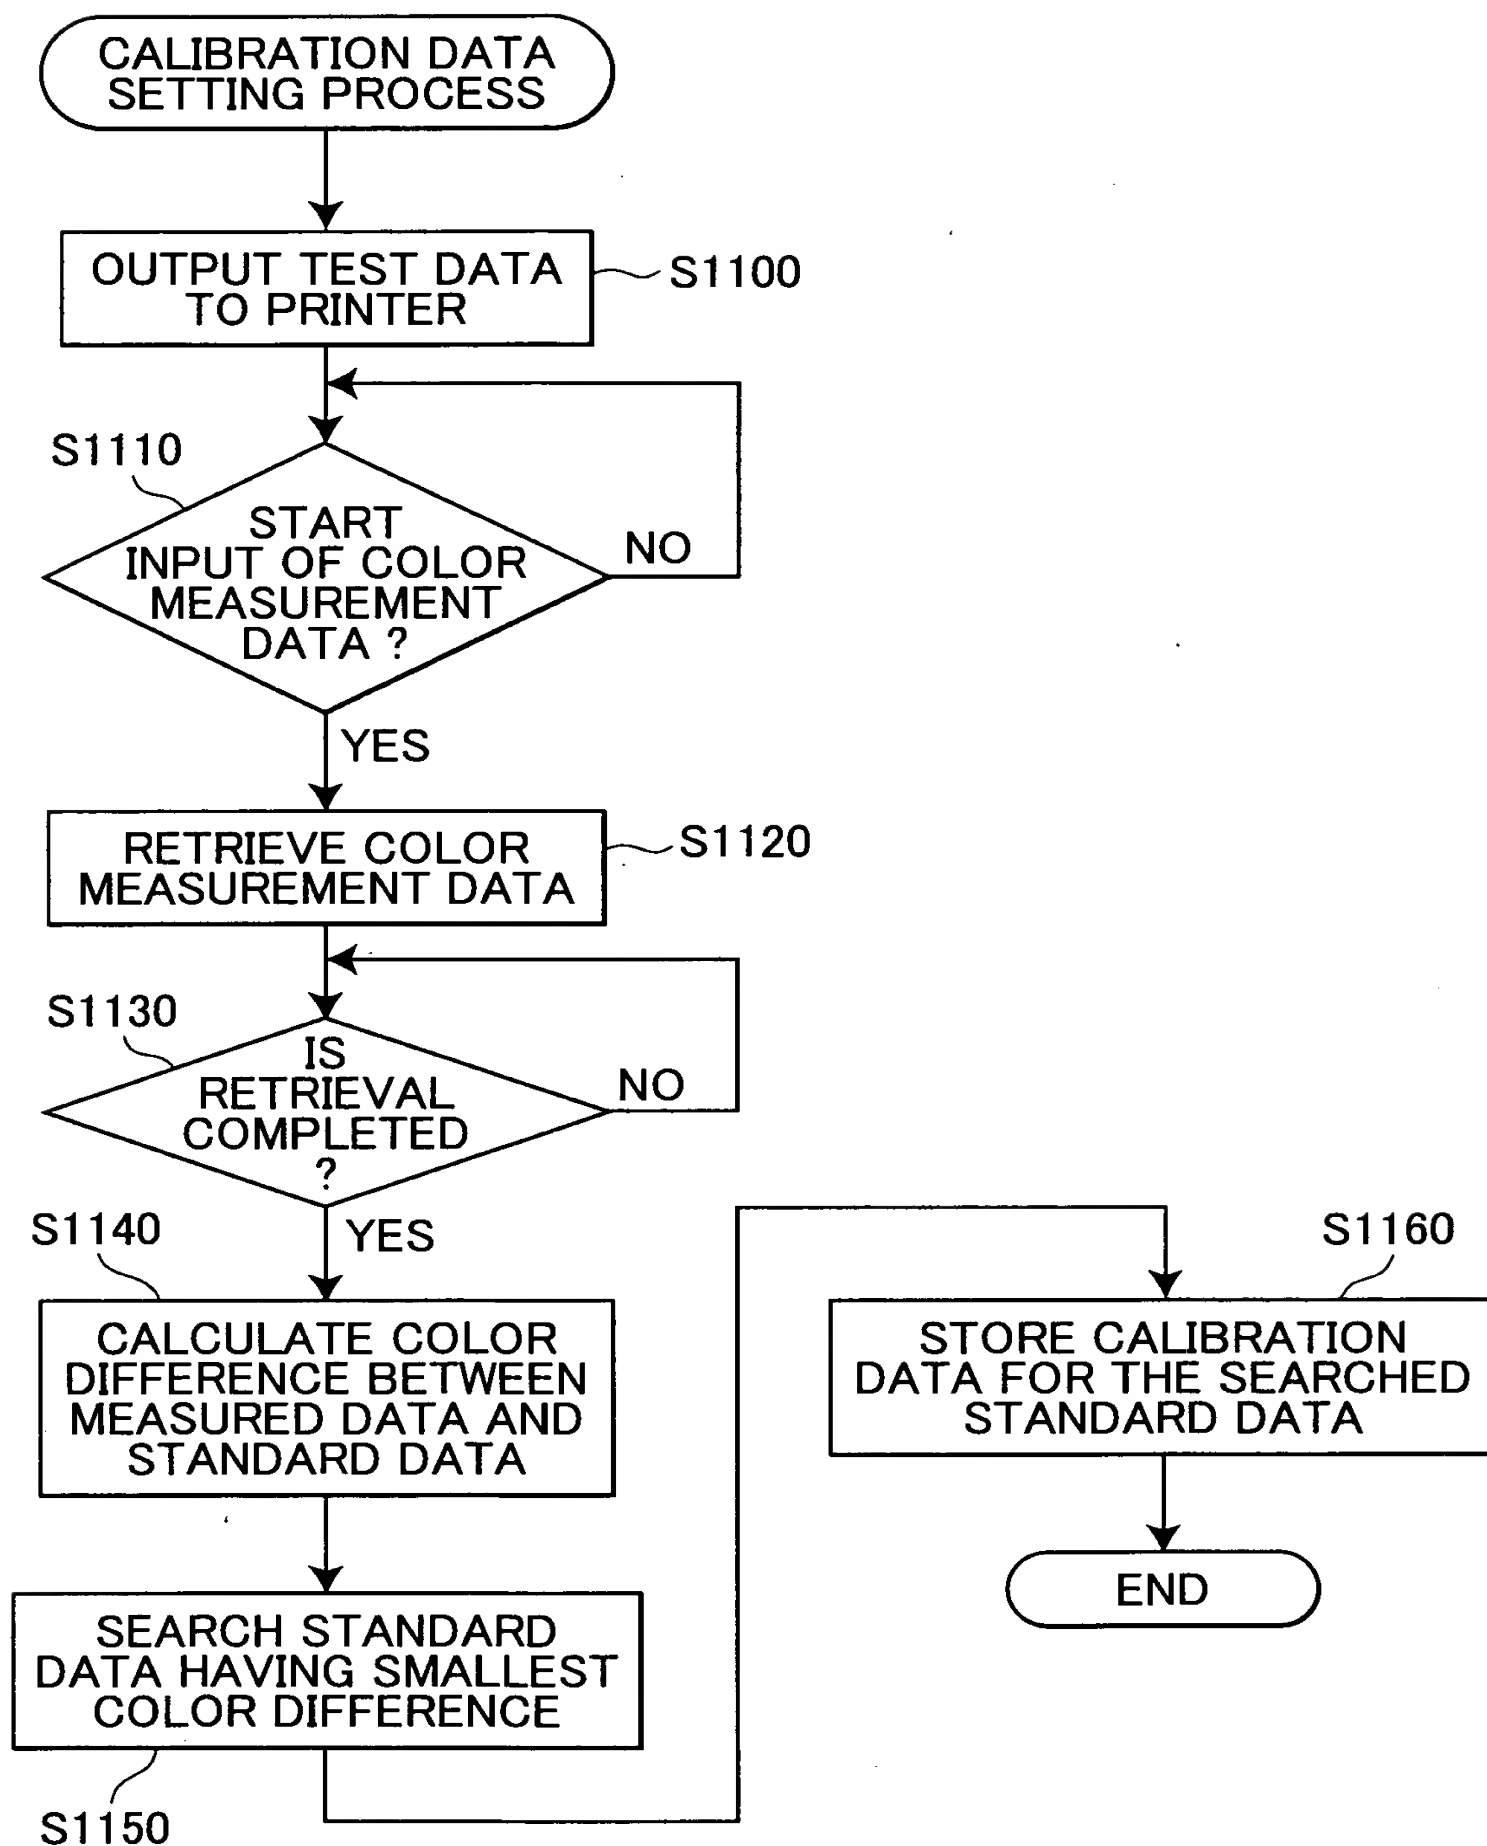 CALIBRATION DATA
SETTING PROCESS
OUTPUT TEST DATA
TO PRINTER
S1100
S1110
START
INPUT OF COLOR
MEASUREMENT
DATA ?
NO
YES
RETRIEVE COLOR
MEASUREMENT DATA
S1120
S1130
IS
RETRIEVAL
COMPLETED
?
NO
YES
S1140
CALCULATE COLOR
DIFFERENCE BETWEEN
MEASURED DATA AND
STANDARD DATA
SEARCH STANDARD
DATA HAVING SMALLEST
COLOR DIFFERENCE
S1150
S1160
STORE CALIBRATION
DATA FOR THE SEARCHED
STANDARD DATA
END